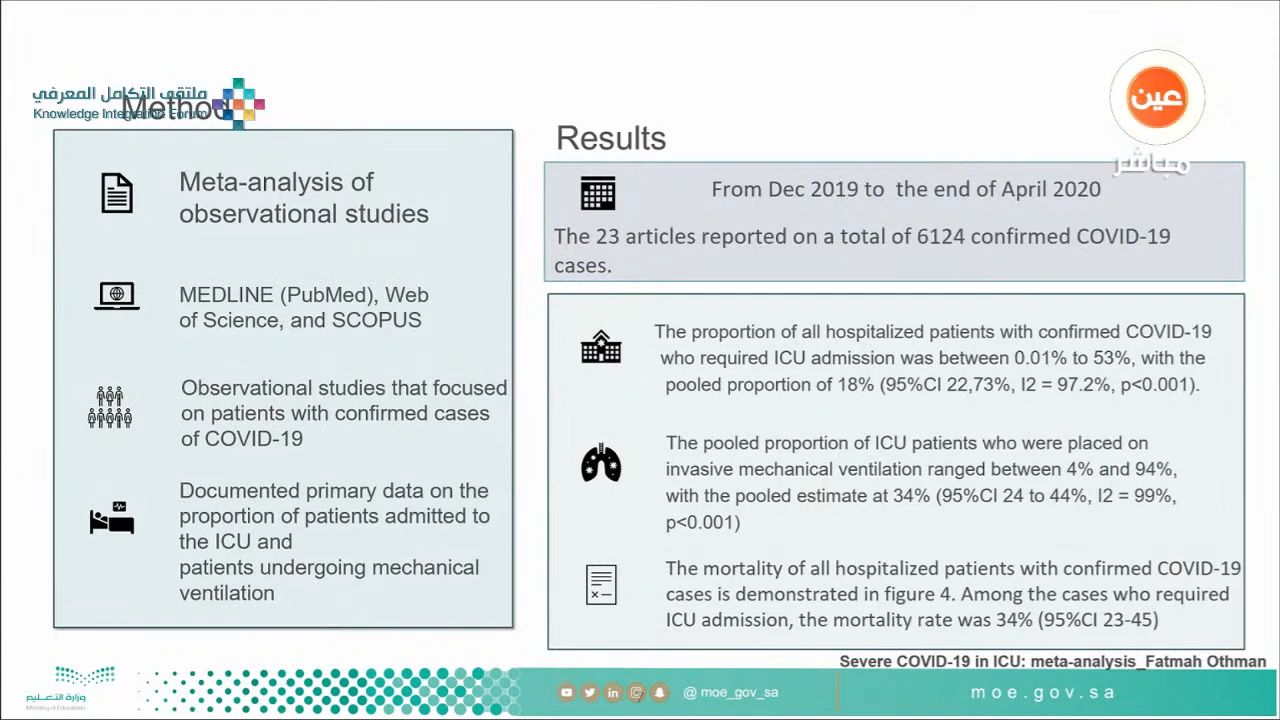 ملتقى التكامل المعرفي
Knowledge Integration Forum
Method
عين
مباشر
Meta-analysis of
observational studies
MEDLINE (PubMed), Web
of Science, and SCOPUS
Observational studies that focused
on patients with confirmed cases
of COVID-19
Documented primary data on the
proportion of patients admitted to
the ICU and
patients undergoing mechanical
ventilation
Results
From Dec 2019 to the end of April 2020
The 23 articles reported on a total of 6124 confirmed COVID-19
cases.
The proportion of all hospitalized patients with confirmed COVID-19
who required ICU admission was between 0.01% to 53%, with the
pooled proportion of 18% (95%CI 22,73%, I2 = 97.2%, p<0.001).
The pooled proportion of ICU patients who were placed on
invasive mechanical ventilation ranged between 4% and 94%,
with the pooled estimate at 34% (95%CI 24 to 44%, I2 = 99%,
p<0.001)
The mortality of all hospitalized patients with confirmed COVID-19
cases is demonstrated in figure 4. Among the cases who required
ICU admission, the mortality rate was 34% (95%CI 23-45)
Severe COVID-19 in ICU: meta-analysis_Fatmah Othman
وزارة التعليم
Ministry of Education
@moe_gov_sa
moe.gov.sa